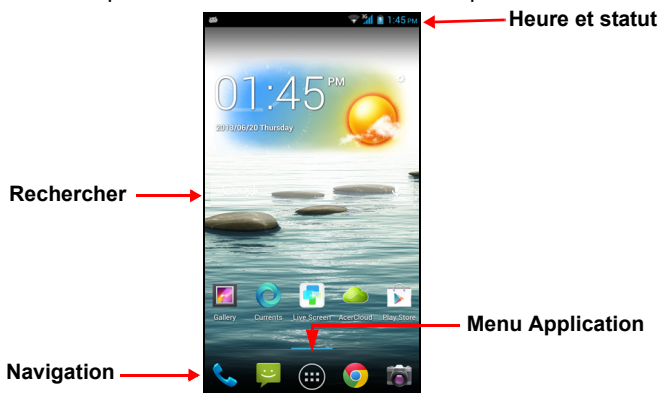 1:45 PM
Heure et statut
01:45 PM
2013/06/20 Thursday
Rechercher
Gallery Currents Live Screen AcerCloud Play Store
Menu Application
Navigation